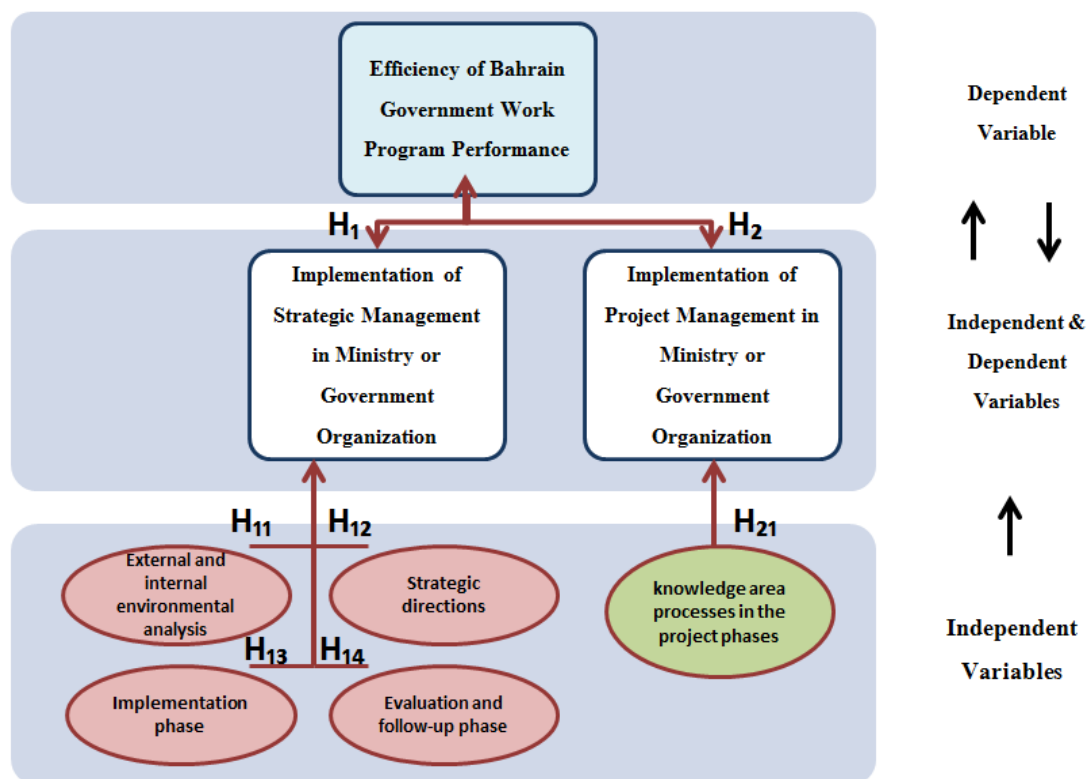 Efficiency of Bahrain
Government Work
Program Performance
Dependent
Variable
H₁
H₂
Implementation of
Strategic Management
in Ministry or
Government
Organization
Implementation of
Project Management in
Ministry or
Government
Organization
Independent &
Dependent
Variables
H₁₁
H₁₂
H₂₁
External and
internal
environmental
analysis
Strategic
directions
knowledge area
processes in the
project phases
H₁₃
H₁₄
Implementation
phase
Evaluation and
follow-up phase
Independent
Variables